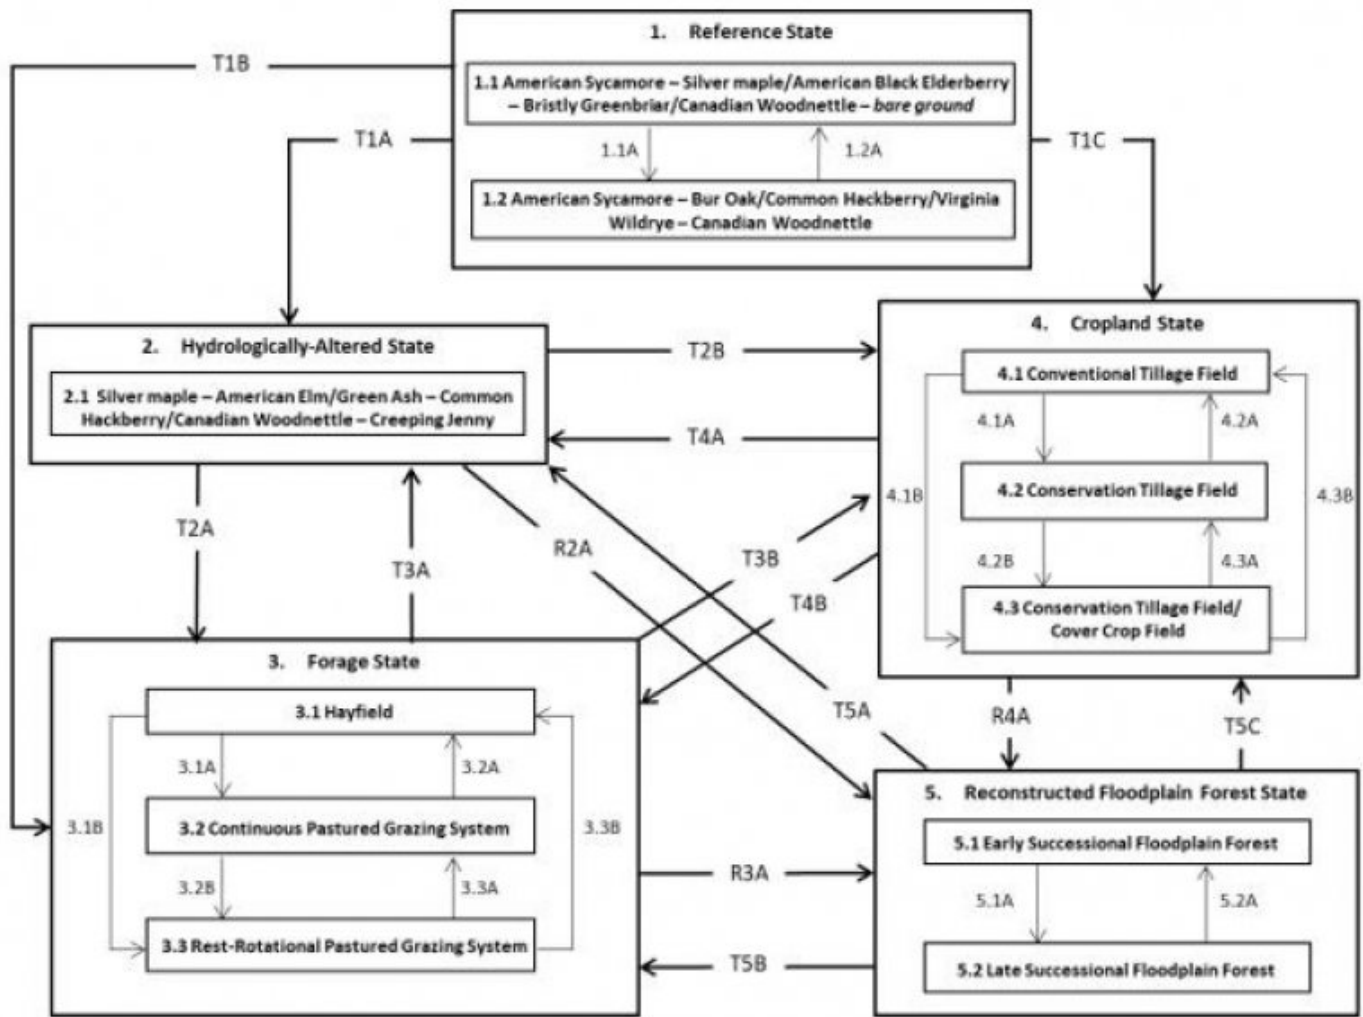 1. Reference State
T1B
1.1 American Sycamore – Silver maple/American Black Elderberry
– Bristly Greenbriar/Canadian Woodnettle – bare ground
T1A
1.1A
1.2A
T1C
1.2 American Sycamore – Bur Oak/Common Hackberry/Virginia
Wildrye – Canadian Woodnettle
2. Hydrologically-Altered State
2.1 Silver maple – American Elm/Green Ash – Common
Hackberry/Canadian Woodnettle – Creeping Jenny
T2B
T4A
4. Cropland State
4.1 Conventional Tillage Field
4.1A
4.2A
4.2 Conservation Tillage Field
4.1B
4.3B
4.2B
4.3A
4.3 Conservation Tillage Field/
Cover Crop Field
T2A
T3A
R2A
T3B
T4B
T5A
R4A
T5C
3. Forage State
3.1 Hayfield
3.1A
3.2A
3.2 Continuous Pastured Grazing System
3.1B
3.3B
3.2B
3.3A
3.3 Rest-Rotational Pastured Grazing System
R3A
T5B
5. Reconstructed Floodplain Forest State
5.1 Early Successional Floodplain Forest
5.1A
5.2A
5.2 Late Successional Floodplain Forest